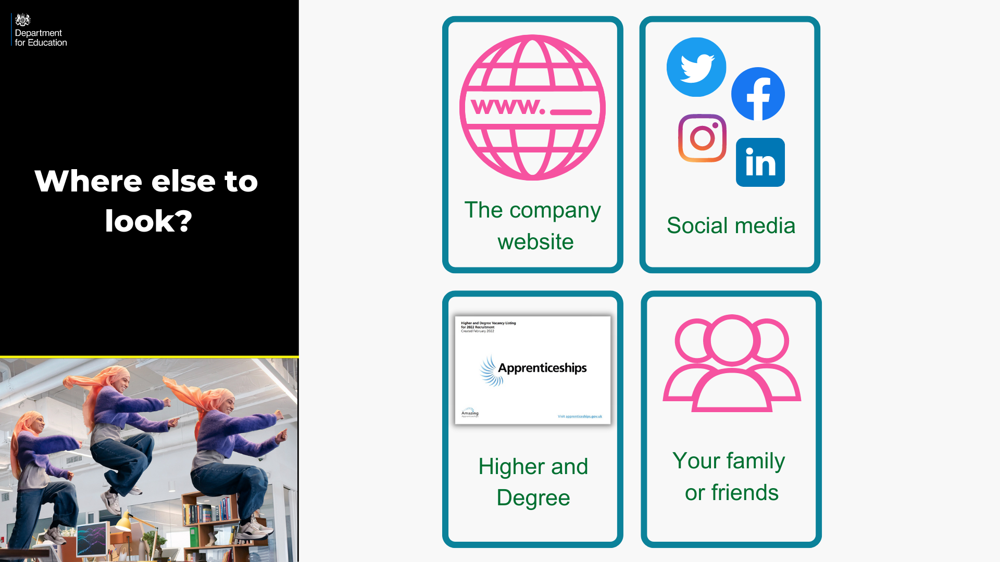 Department
for Education
Where else to
look?
www.
The company
website
f
in
Social media
Higher and Degree Vacancy Listing
for 2022 Recruitment
Created February 2022
Apprenticeships
Amazing
Apprenticeships
Visit apprenticeships.gov.uk
Higher and
Degree
Your family
or friends